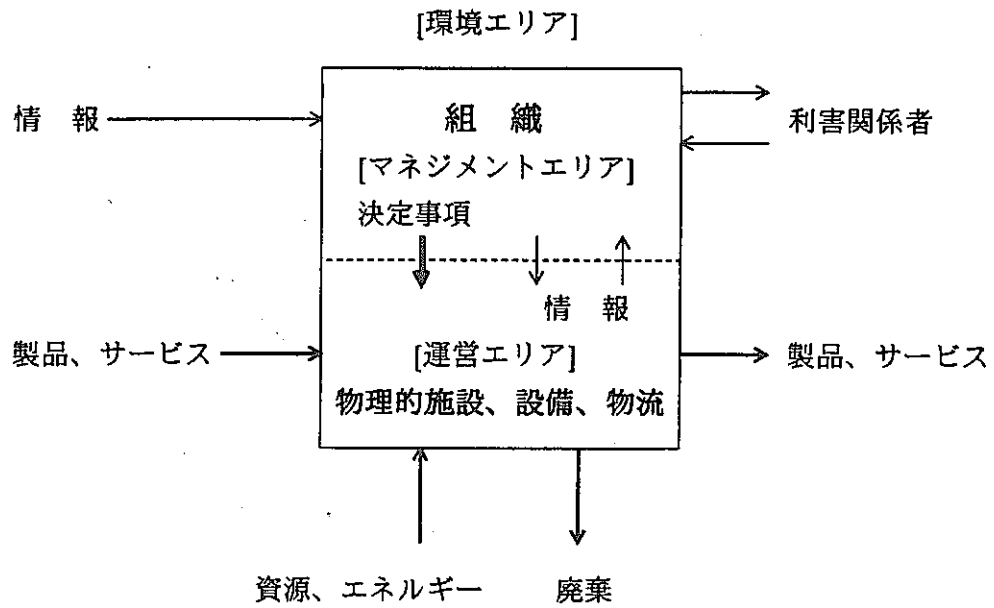 [環境エリア]
情 報
組 織
利害関係者
[マネジメントエリア]
決定事項
情 報
製品、サービス
[運営エリア]
製品、サービス
物理的施設、設備、物流
資源、エネルギー
廃棄